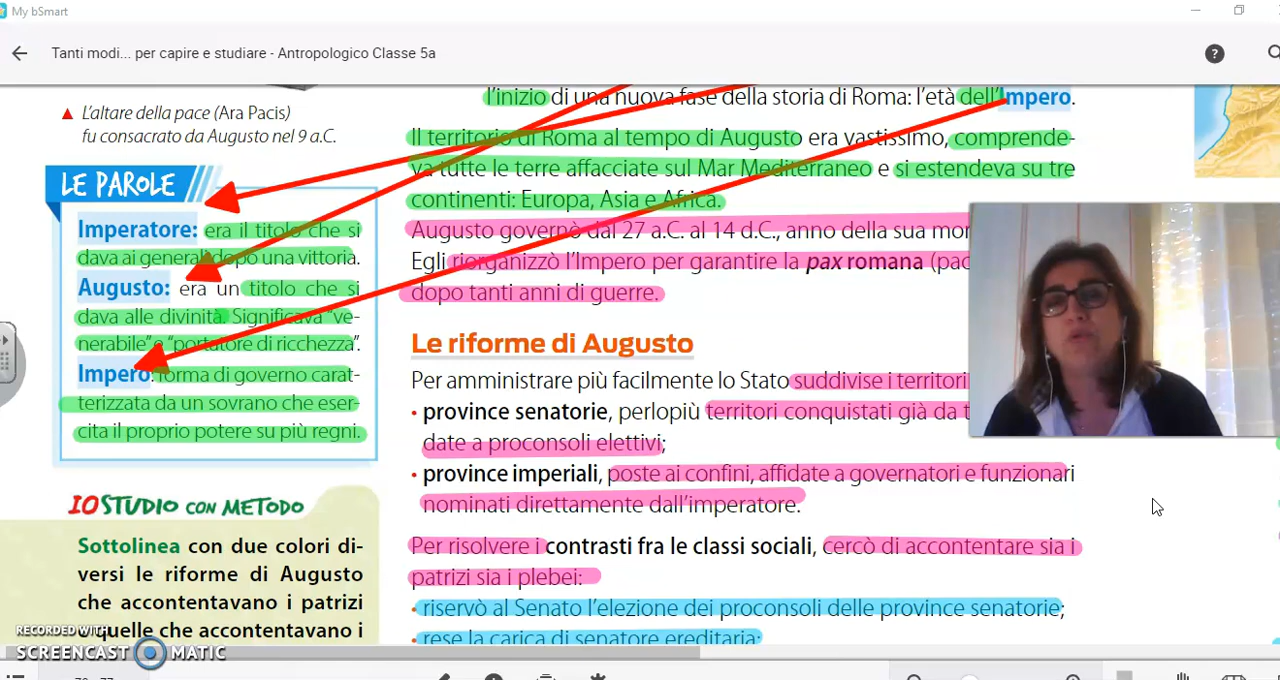 My bSmart
Tanti modi... per capire e studiare - Antropologico Classe 5a
L'altare della pace (Ara Pacis)
fu consacrato da Augusto nel 9 a.C.
LE PAROLE
Imperatore: era il titolo che si
dava ai generali dopo una vittoria.
Augusto: era un titolo che si
dava alle divinità. Significava "ve-
nerabile" e "portatore di ricchezza".
Impero: forma di governo carat-
terizzata da un sovrano che eser-
cita il proprio potere su più regni.
IO STUDIO CON METODO
Sottolinea con due colori di-
versi le riforme di Augusto
che accontentavano i patrizi
e quelle che accontentavano i
l'inizio di una nuova fase della storia di Roma: l'età dell'Impero.
Il territorio di Roma al tempo di Augusto era vastissimo, comprende-
va tutte le terre affacciate sul Mar Mediterraneo e si estendeva su tre
continenti: Europa, Asia e Africa.
Augusto governò dal 27 a.C. al 14 d.C., anno della sua
Egli riorganizzò l'Impero per garantire la pax romana
dopo tanti anni di guerre.
Le riforme di Augusto
Per amministrare più facilmente lo Stato suddivise i territori
• province senatorie, perlopiù territori conquistati già da
date a proconsoli elettivi;
• province imperiali, poste ai confini, affidate a governatori e funzionari
nominati direttamente dall'imperatore.
Per risolvere i contrasti fra le classi sociali, cercò di accontentare sia i
patrizi sia i plebei:
• riservò al Senato l'elezione dei proconsoli delle province senatorie;
• rese la carica di senatore ereditaria;
RECORDED WITH
SCREENCAST MATIC